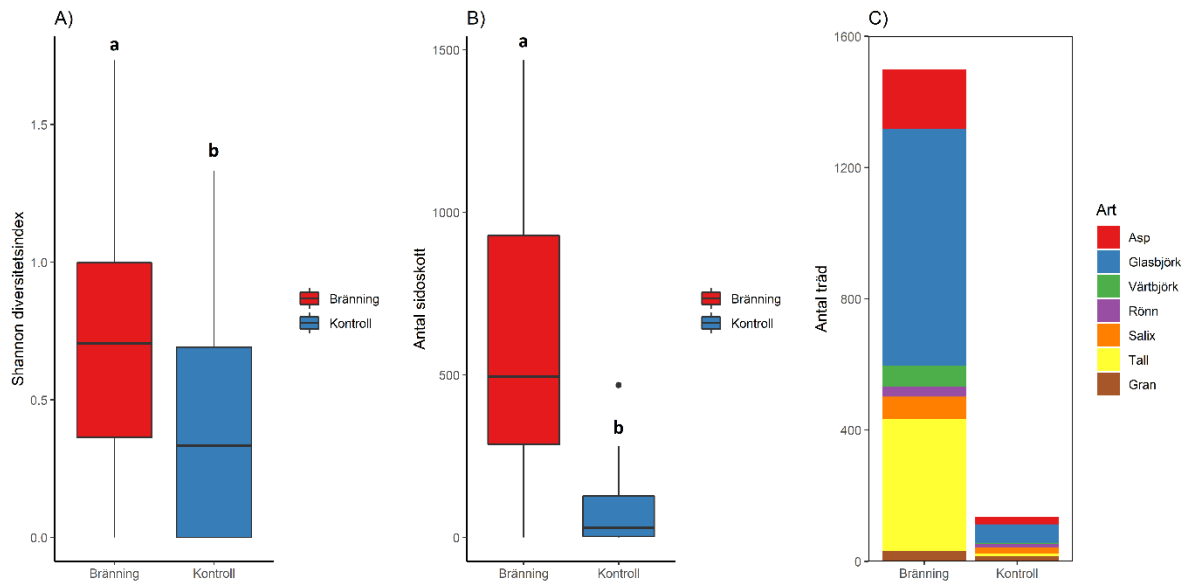 A)
a
b
Shannon diversitetsindex
1.5
1.0
0.5
0.0
Bränning
Kontroll
Bränning
Kontroll
B)
a
b
Antal sidoskott
1500
1000
500
0
Bränning
Kontroll
Bränning
Kontroll
C)
Antal träd
1600
1200
800
400
0
Bränning
Kontroll
Art
Asp
Glasbjörk
Vårtbjörk
Rönn
Salix
Tall
Gran